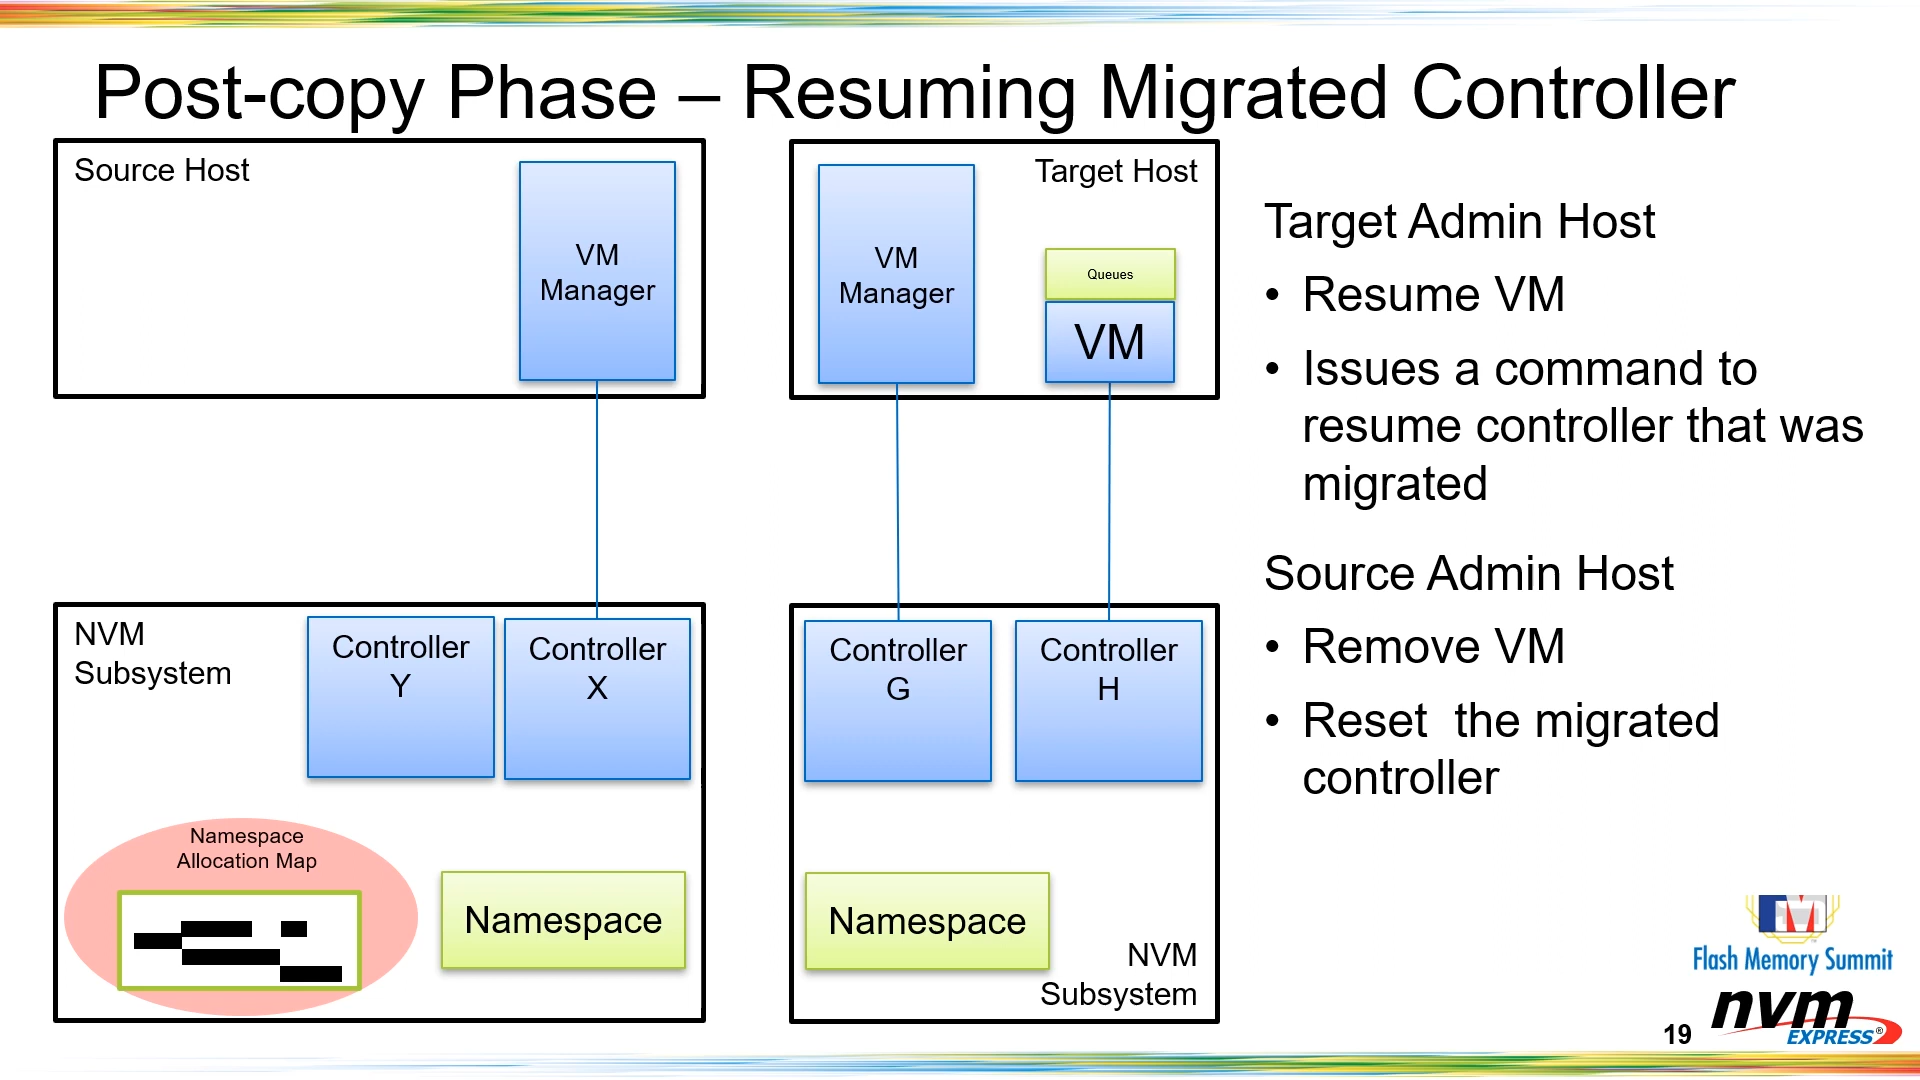 Post-copy Phase – Resuming Migrated Controller
Source Host
VM
Manager
Target Host
VM
Manager
Queues
VM
NVM
Subsystem
Controller
Y
Controller
X
Namespace
Allocation Map
Namespace
Controller
G
Controller
H
Namespace
NVM
Subsystem
Target Admin Host
• Resume VM
• Issues a command to
resume controller that was
migrated
Source Admin Host
• Remove VM
• Reset  the migrated
controller
FM
Flash Memory Summit
nvm
EXPRESS®
19